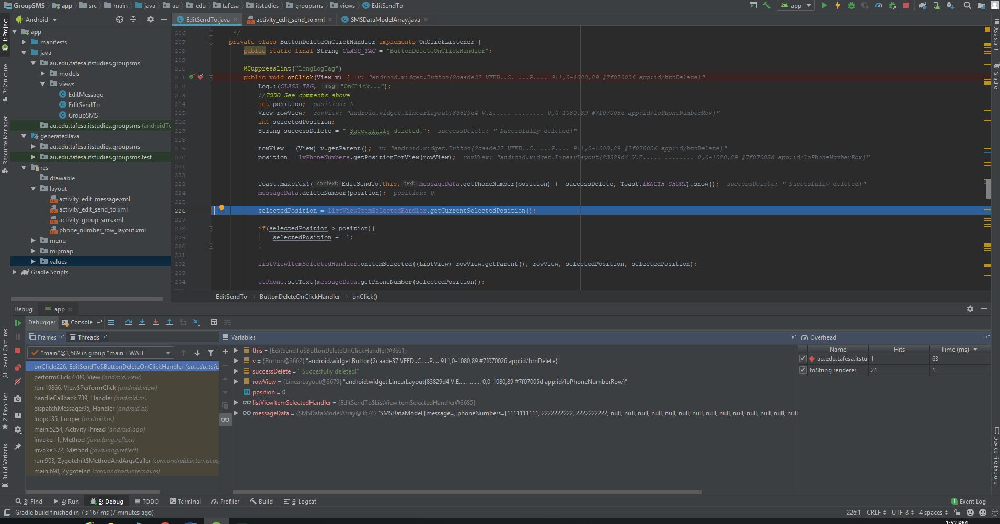 GroupSMS app src main java au edu tafesa itstudies groupsms views EditSendTo
app
Android
EditSendTo.java activity_edit_send_to.xml SMSDataModelArray.java
1: Project
7: Structure
Resource Manager
Layout Captures
2: Favorites
Build Variants
Assistant
Gradle
Device File Explorer
app
manifests
java
au.edu.tafesa.itstudies.groupsms
models
views
EditMessage
EditSendTo
GroupSMS
au.edu.tafesa.itstudies.groupsms (androidTe
generatedJava
au.edu.tafesa.itstudies.groupsms
au.edu.tafesa.itstudies.groupsms.test
res
drawable
layout
activity_edit_message.xml
activity_edit_send_to.xml
activity_group_sms.xml
phone_number_row_layout.xml
menu
mipmap
values
Gradle Scripts
206 */
207 private class ButtonDeleteOnClickHandler implements OnClickListener {
208 public static final String CLASS_TAG = "ButtonDeleteOnClickHandler";
209
210 @SuppressLint("LongLogTag")
211 public void onClick(View v) { v: "android.widget.Button{2caade37 VFED..C. ...P.... 911,0-1080,89 #7f070026 app:id/btnDelete}"
212 Log.i(CLASS_TAG, msg: "OnClick...");
213 //TODO See comments above
214 int position; position: 0
215 View rowView; rowView: "android.widget.LinearLayout{83829d4 V.E..... ........ 0,0-1080,89 #7f07005d app:id/loPhoneNumberRow}"
216 int selectedPosition;
217 String successDelete = " Succesfully deleted!"; successDelete: " Succesfully deleted!"
218
219 rowView = (View) v.getParent(); v: "android.widget.Button{2caade37 VFED..C. ...P.... 911,0-1080,89 #7f070026 app:id/btnDelete}"
220 position = lvPhoneNumbers.getPositionForView(rowView); rowView: "android.widget.LinearLayout{83829d4 V.E..... ........ 0,0-1080,89 #7f07005d app:id/loPhoneNumberRow}"
221
222
223 Toast.makeText( context: EditSendTo.this, text: messageData.getPhoneNumber(position) + successDelete, Toast.LENGTH_SHORT).show(); successDelete: " Succesfully deleted!"
224 messageData.deleteNumber(position); position: 0
225
226 selectedPosition = listViewItemSelectedHandler.getCurrentSelectedPosition();
227
228 if(selectedPosition > position){
229 selectedPosition -= 1;
230 }
231
232 listViewItemSelectedHandler.onItemSelected((ListView) rowView.getParent(), rowView, selectedPosition, selectedPosition);
233
234 etPhone.setText(messageData.getPhoneNumber(selectedPosition));
EditSendTo ButtonDeleteOnClickHandler onClick()
Debug: app
Debugger Console
Frames Threads
"main"@3,589 in group "main": WAIT
onClick:226, EditSendTo$ButtonDeleteOnClickHandler (au.edu.tafe
performClick:4780, View (android.view)
run:19866, View$PerformClick (android.view)
handleCallback:739, Handler (android.os)
dispatchMessage:95, Handler (android.os)
loop:135, Looper (android.os)
main:5254, ActivityThread (android.app)
invoke:-1, Method (java.lang.reflect)
invoke:372, Method (java.lang.reflect)
run:903, ZygoteInit$MethodAndArgsCaller (com.android.internal.os
main:698, ZygoteInit (com.android.internal.os)
Variables
this = {EditSendTo$ButtonDeleteOnClickHandler@3661}
v = {Button@3662} "android.widget.Button{2caade37 VFED..C. ...P.... 911,0-1080,89 #7f070026 app:id/btnDelete}"
successDelete = " Succesfully deleted!"
rowView = {LinearLayout@3679} "android.widget.LinearLayout{83829d4 V.E..... ........ 0,0-1080,89 #7f07005d app:id/loPhoneNumberRow}"
position = 0
listViewItemSelectedHandler = {EditSendTo$ListViewItemSelectedHandler@3685}
messageData = {SMSDataModelArray@3674} "SMSDataModel [message=, phoneNumbers=[1111111111, 2222222222, 2222222222, null, null, null, null, null, null, null, null, null, null, null, null, null, null
Overhead
Name Hits Time (ms)
au.edu.tafesa.itstu 1 63
toString renderer 21 1
3: Find 4: Run 5: Debug TODO Terminal Profiler Build 6: Logcat 1 Event Log
Gradle build finished in 7 s 167 ms (7 minutes ago) 226:1 CRLF UTF-8 4 spaces
1:52 PM